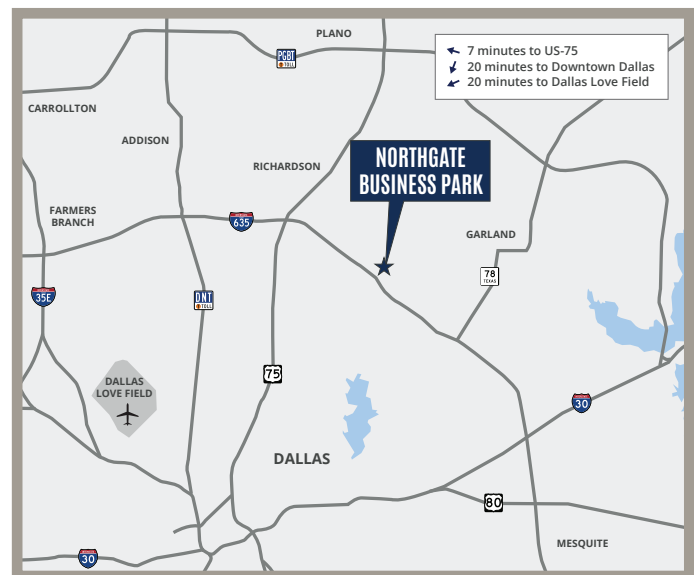 PLANO
7 minutes to US-75
20 minutes to Downtown Dallas
20 minutes to Dallas Love Field
PGBT
TOLL
CARROLLTON
ADDISON
RICHARDSON
NORTHGATE
BUSINESS PARK
FARMERS
BRANCH
635
GARLAND
78
TEXAS
35E
DNT
TOLL
75
DALLAS
LOVE FIELD
30
DALLAS
80
MESQUITE
30